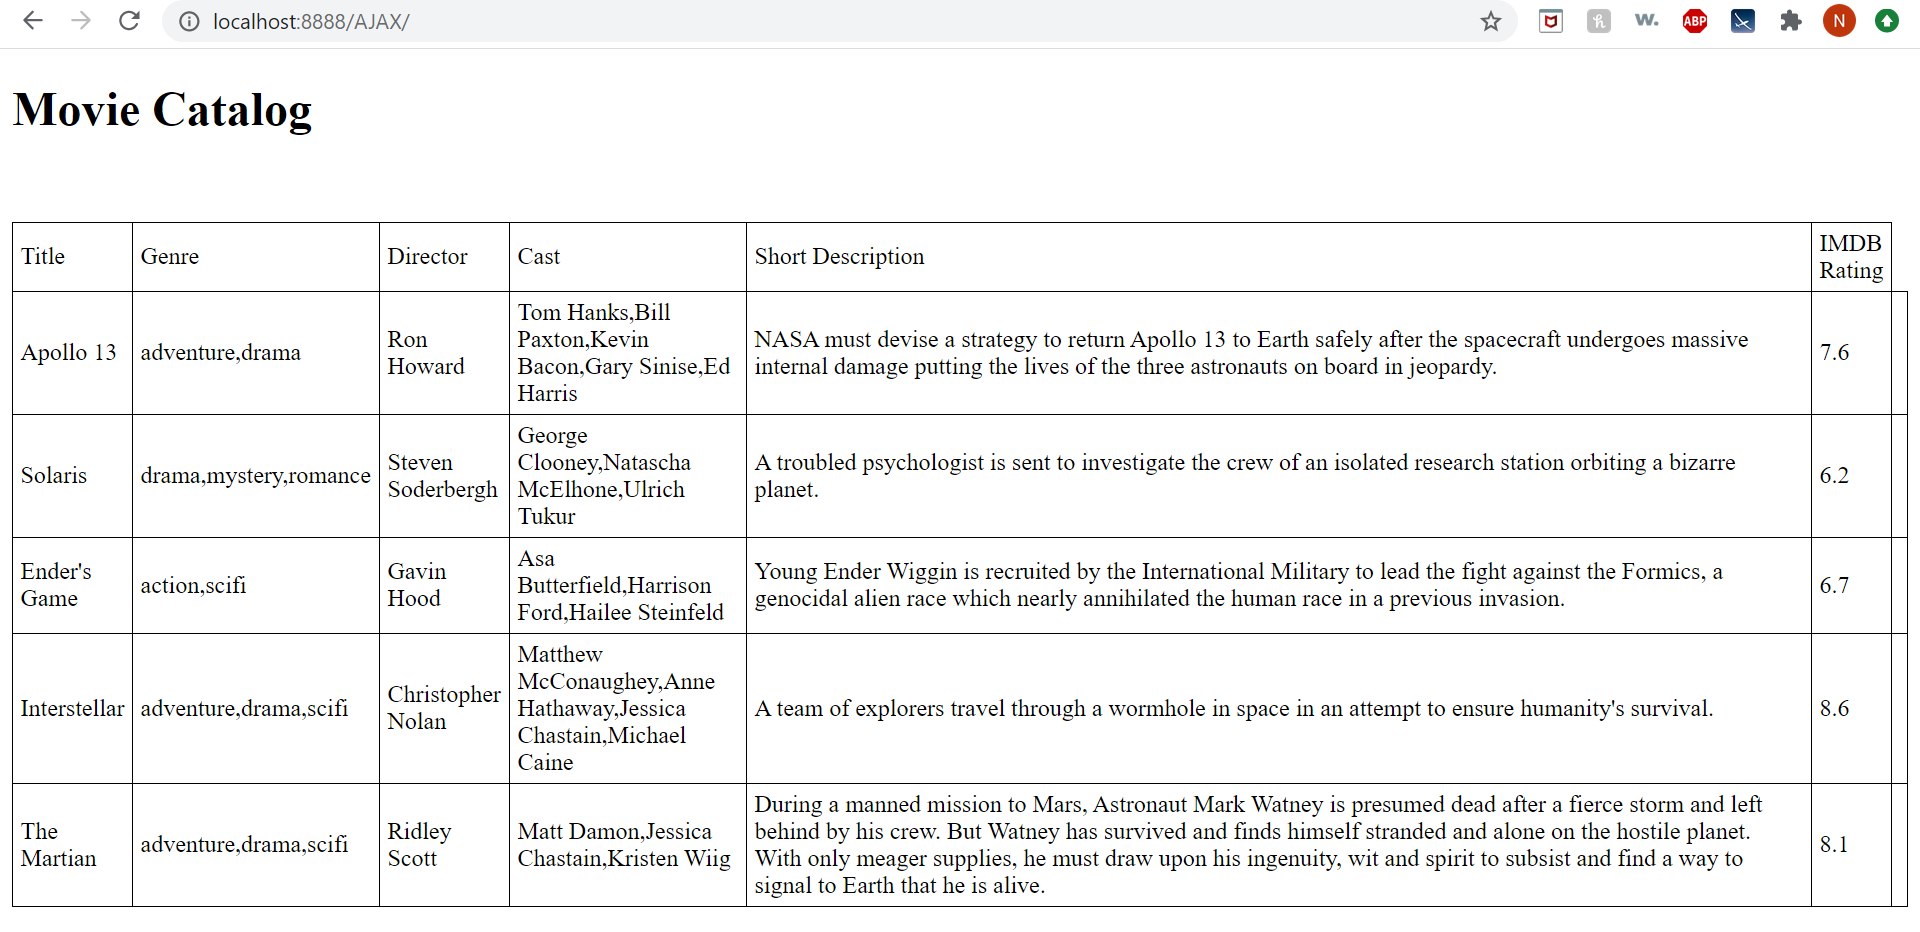 localhost:8888/AJAX/
W.
ABP
N
Movie Catalog
Title
Genre
Director
Cast
Short Description
IMDB
Rating
Apollo 13
adventure,drama
Ron
Howard
Tom Hanks,Bill
Paxton,Kevin
Bacon,Gary Sinise,Ed
Harris
NASA must devise a strategy to return Apollo 13 to Earth safely after the spacecraft undergoes massive
internal damage putting the lives of the three astronauts on board in jeopardy.
7.6
Solaris
drama,mystery,romance
Steven
Soderbergh
George
Clooney,Natascha
McElhone,Ulrich
Tukur
A troubled psychologist is sent to investigate the crew of an isolated research station orbiting a bizarre
planet.
6.2
Ender's
Game
action,scifi
Gavin
Hood
Asa
Butterfield,Harrison
Ford,Hailee Steinfeld
Young Ender Wiggin is recruited by the International Military to lead the fight against the Formics, a
genocidal alien race which nearly annihilated the human race in a previous invasion.
6.7
Interstellar
adventure,drama,scifi
Christopher
Nolan
Matthew
McConaughey,Anne
Hathaway,Jessica
Chastain,Michael
Caine
A team of explorers travel through a wormhole in space in an attempt to ensure humanity's survival.
8.6
The
Martian
adventure,drama,scifi
Ridley
Scott
Matt Damon,Jessica
Chastain,Kristen Wiig
During a manned mission to Mars, Astronaut Mark Watney is presumed dead after a fierce storm and left
behind by his crew. But Watney has survived and finds himself stranded and alone on the hostile planet.
With only meager supplies, he must draw upon his ingenuity, wit and spirit to subsist and find a way to
signal to Earth that he is alive.
8.1